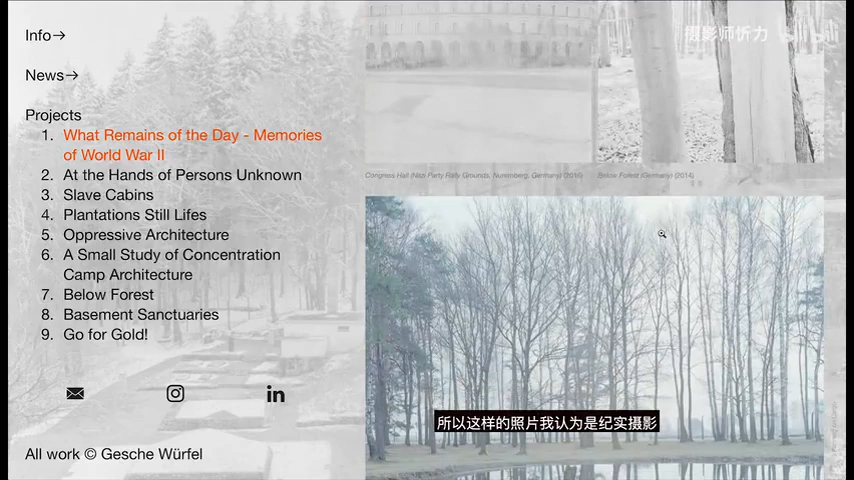 Info→
News→
Projects
1. What Remains of the Day - Memories
of World War II
2. At the Hands of Persons Unknown
3. Slave Cabins
4. Plantations Still Lifes
5. Oppressive Architecture
6. A Small Study of Concentration
Camp Architecture
7. Below Forest
8. Basement Sanctuaries
9. Go for Gold!
All work © Gesche Würfel
摄影师忻力 bilibili
Congress Hall (Nazi Party Rally Grounds, Nuremberg, Germany) (2016)
Below Forest (Germany) (2014)
所以这样的照片我认为是纪实摄影